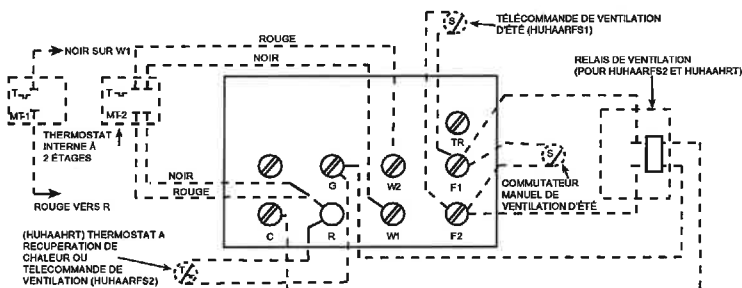 TÉLÉCOMMANDE DE VENTILATION
D'ÉTÉ (HUHAARFS1)
S
NOIR SUR W1
ROUGE
NOIR
RELAIS DE VENTILATION
(POUR HUHAARFS2 ET HUHAAHRT)
T
MT-1
T
MT-2
THERMOSTAT
INTERNE À
2 ÉTAGES
TR
S
G
W2
F1
COMMUTATEUR
MANUEL DE
VENTILATION D'ÉTÉ
NOIR
ROUGE
ROUGE VERS R
C
R
W1
F2
(HUHAAHRT) THERMOSTAT A
RECUPERATION DE
CHALEUR OU
TELECOMMANDE DE
VENTILATION (HUHAARFS2)
T